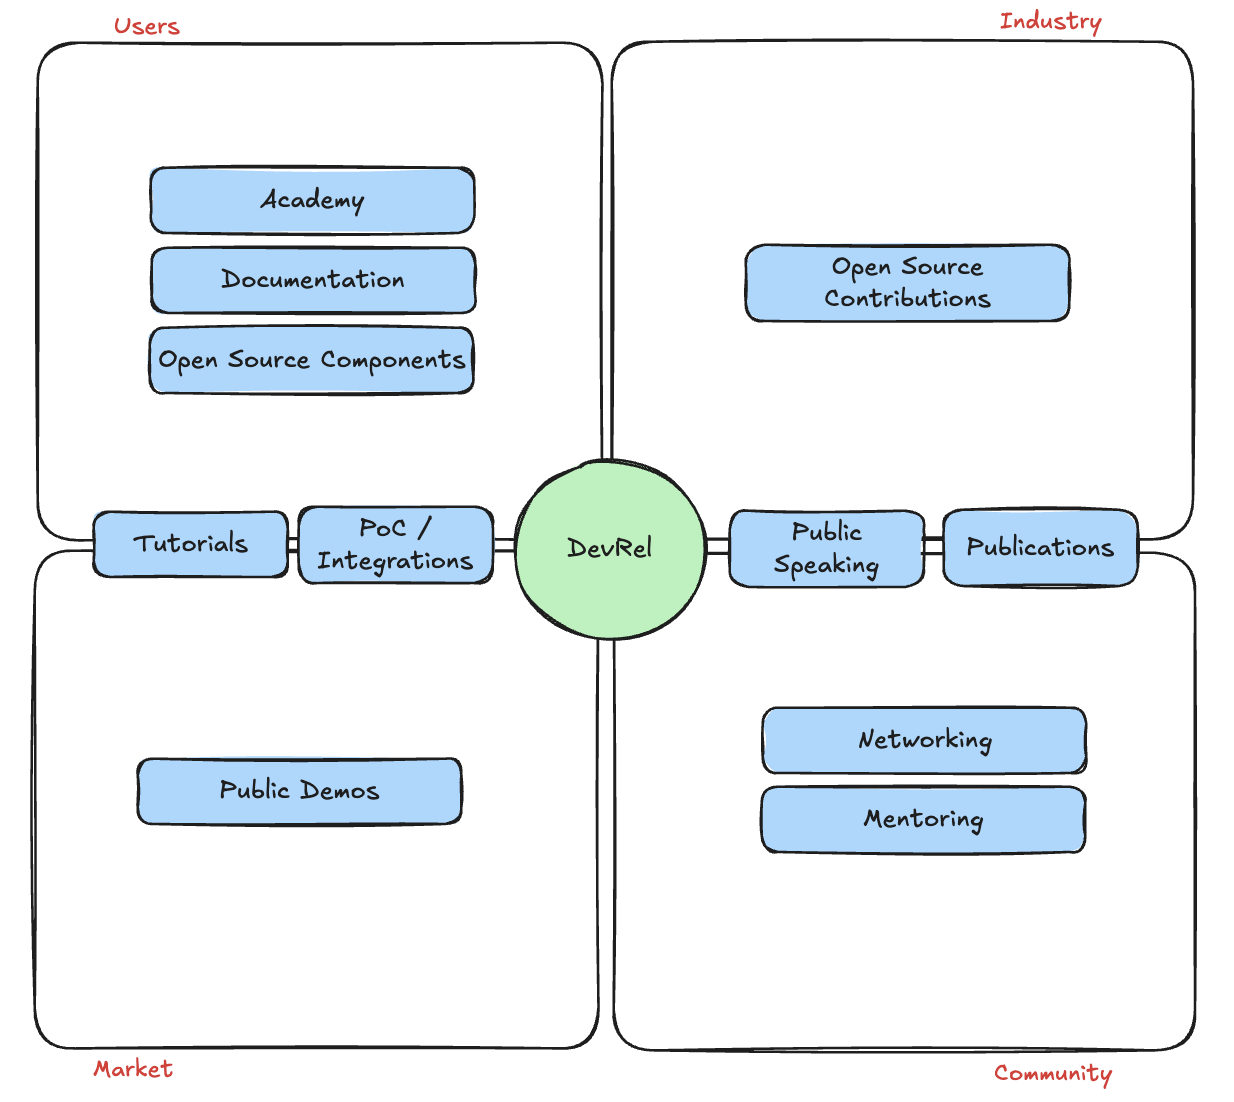 Users
Industry
Academy
Documentation
Open Source Components
Open Source
Contributions
Tutorials
PoC /
Integrations
DevRel
Public
Speaking
Publications
Public Demos
Networking
Mentoring
Market
Community